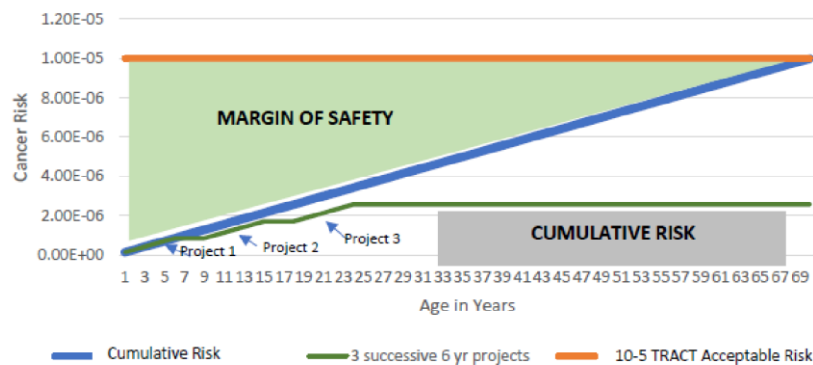 1.20E-05
1.00E-05
8.00E-06
6.00E-06
4.00E-06
2.00E-06
0.00E+00
Cancer Risk
MARGIN OF SAFETY
Project 1
Project 2
Project 3
CUMULATIVE RISK
1 3 5 7 9 11 13 15 17 19 21 23 25 27 29 31 33 35 37 39 41 43 45 47 49 51 53 55 57 59 61 63 65 67 69
Age in Years
Cumulative Risk 3 successive 6 yr projects 10-5 TRACT Acceptable Risk